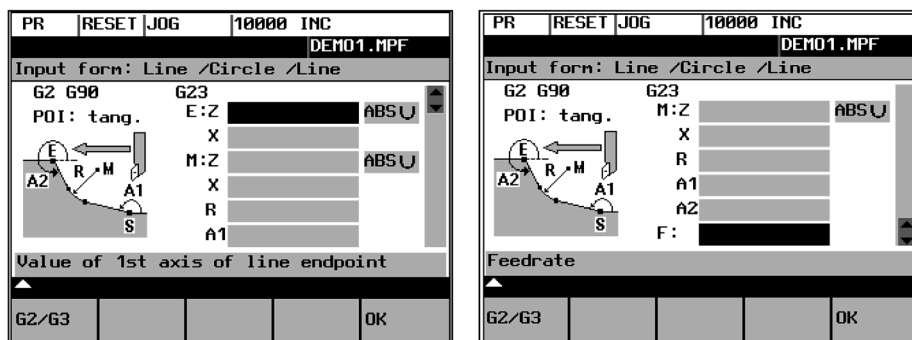 PR RESET JOG 10000 INC
DEMO1.MPF
Input form: Line /Circle /Line
G2 G90 G23
POI: tang.
E:Z ABS U
X
M:Z ABS U
X
R
A1
E
A2
R
M
A1
S
Value of 1st axis of line endpoint
G2/G3 OK
PR RESET JOG 10000 INC
DEMO1.MPF
Input form: Line /Circle /Line
G2 G90 G23
POI: tang.
M:Z ABS U
X
R
A1
A2
F:
E
A2
R
M
A1
S
Feedrate
G2/G3 OK